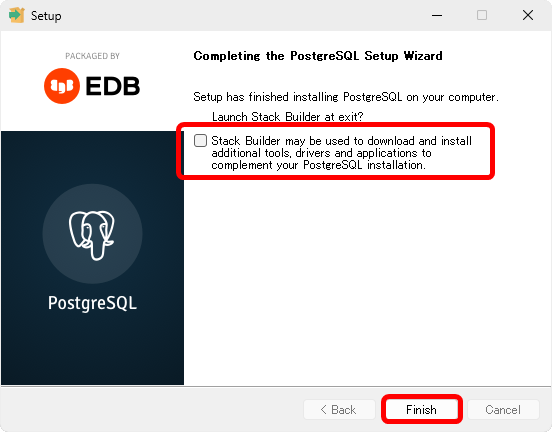 Setup
PACKAGED BY
EDB
Completing the PostgreSQL Setup Wizard
Setup has finished installing PostgreSQL on your computer.
Launch Stack Builder at exit?
Stack Builder may be used to download and install
additional tools, drivers and applications to
complement your PostgreSQL installation.
PostgreSQL
< Back
Finish
Cancel